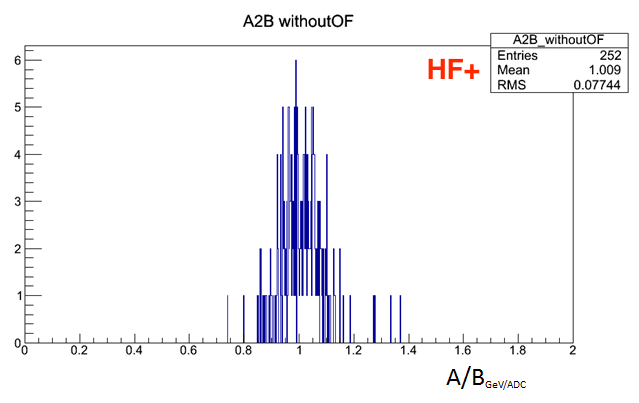 A2B withoutOF
A2B_withoutOF
Entries 252
Mean 1.009
RMS 0.07744
HF+
6
5
4
3
2
1
0
0 0.2 0.4 0.6 0.8 1 1.2 1.4 1.6 1.8 2
A/B GeV/ADC